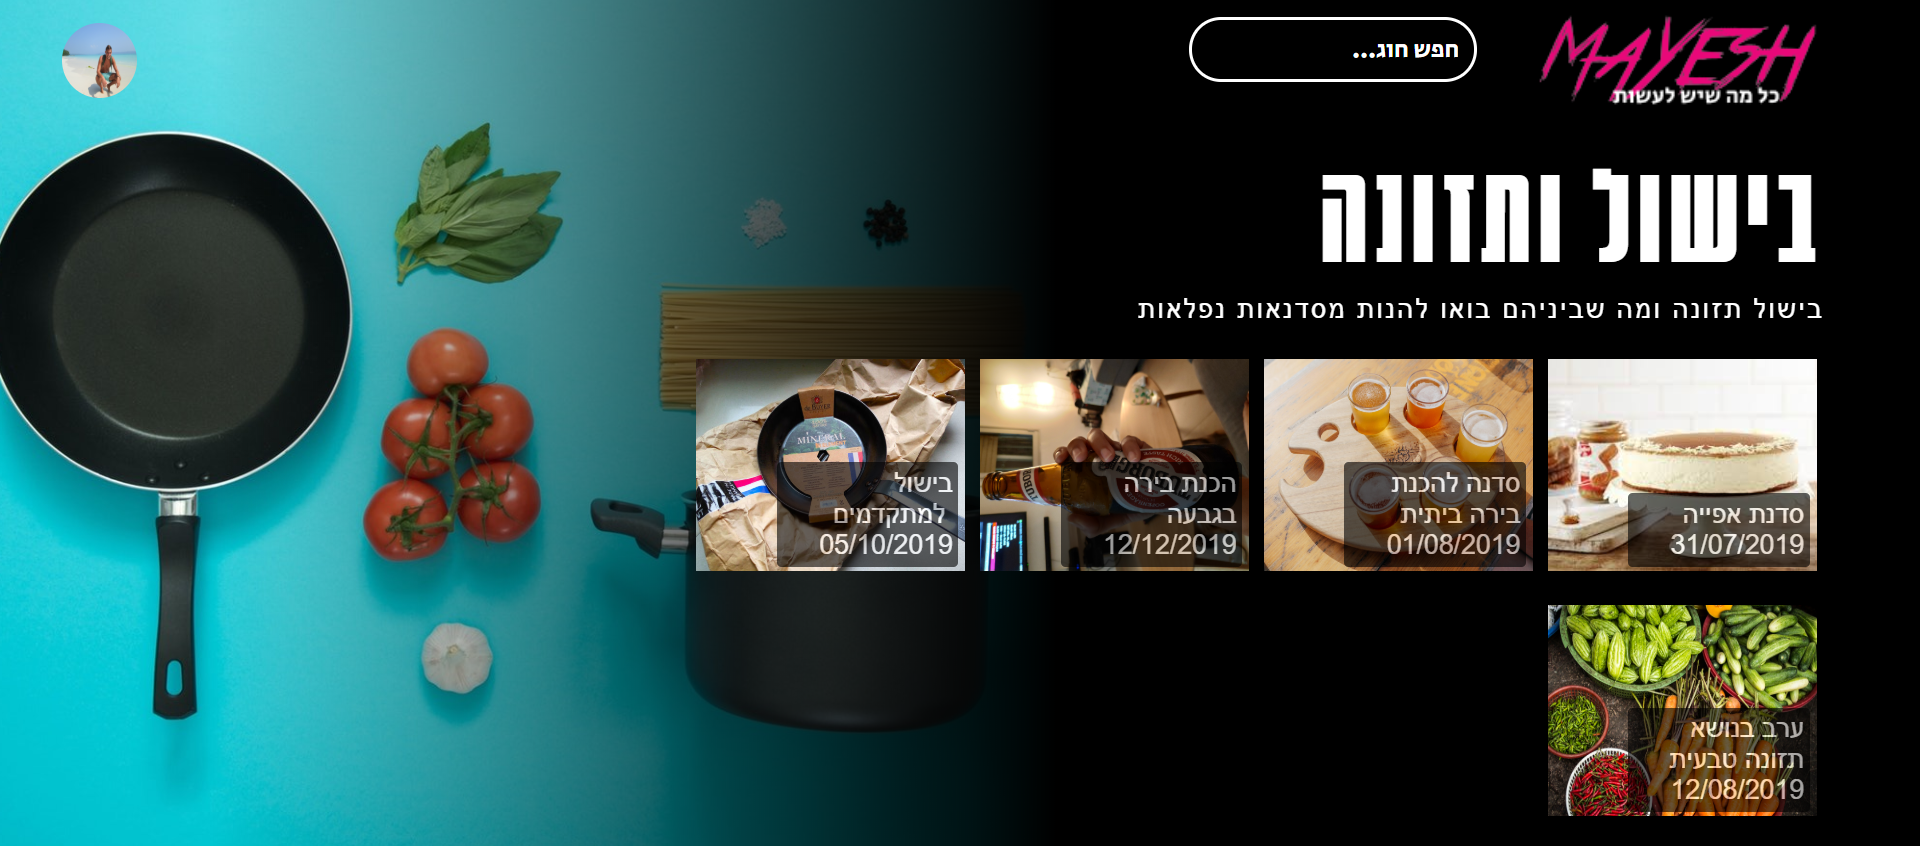 MAYESH
כל מה שיש לעשות
חפש חוג...
בישול ותזונה
בישול תזונה ומה שביניהם בואו להנות מסדנאות נפלאות
סדנת אפייה
31/07/2019
סדנה להכנת
בירה ביתית
01/08/2019
הכנת בירה
בגבעה
12/12/2019
MINERAL
בישול
למתקדמים
05/10/2019
ערב בנושא
תזונה טבעית
12/08/2019